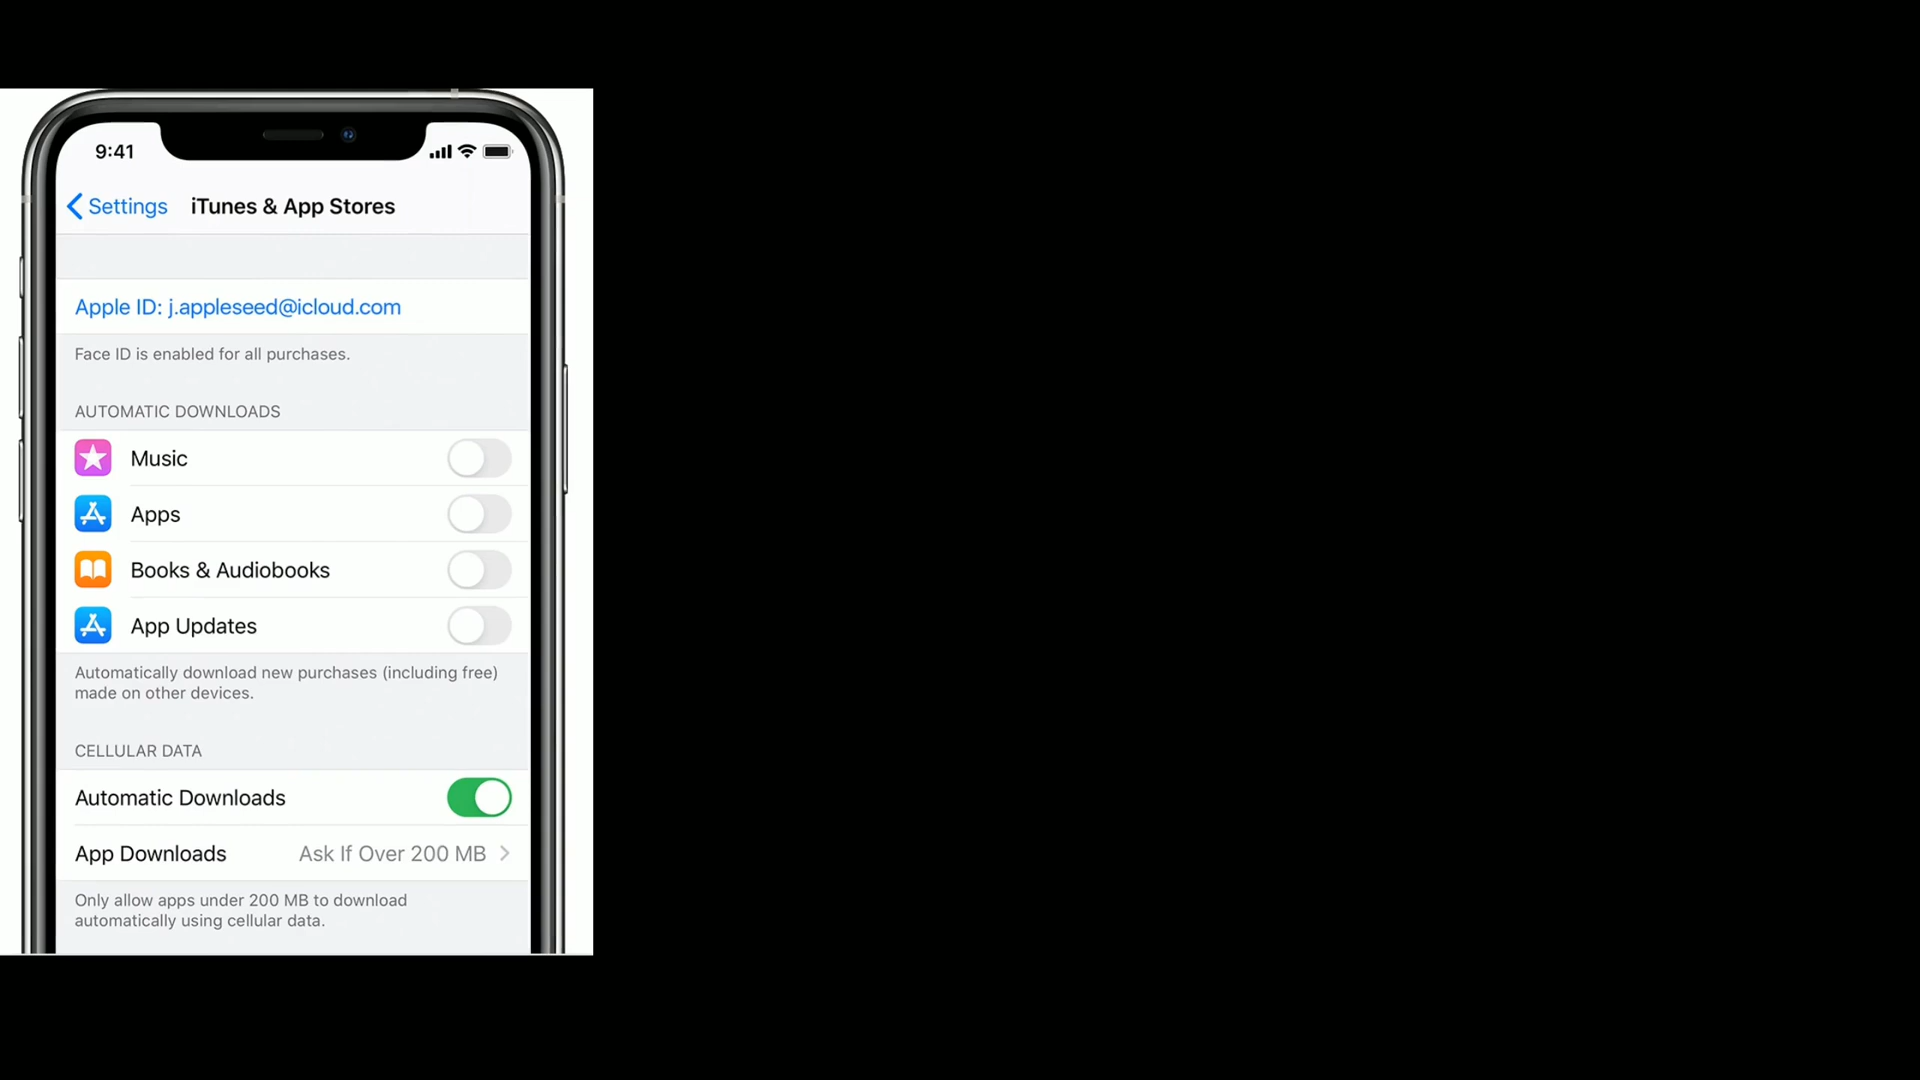 9:41
Settings iTunes & App Stores
Apple ID: j.appleseed@icloud.com
Face ID is enabled for all purchases.
AUTOMATIC DOWNLOADS
Music
Apps
Books & Audiobooks
App Updates
Automatically download new purchases (including free)
made on other devices.
CELLULAR DATA
Automatic Downloads
App Downloads Ask If Over 200 MB
Only allow apps under 200 MB to download
automatically using cellular data.